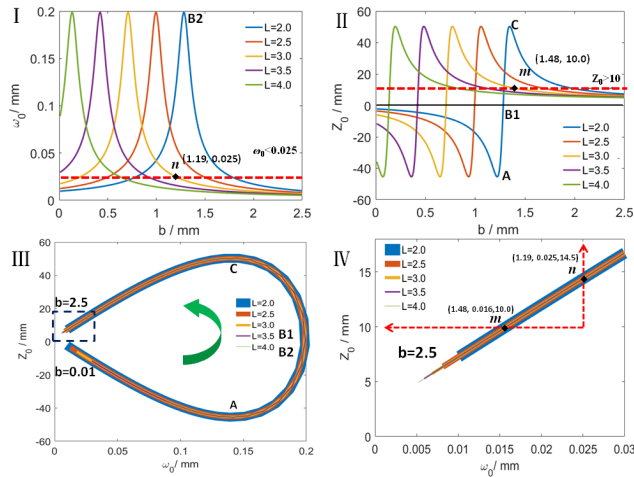 I
0.2
0.15
0.1
0.05
0
ω₀/ mm
B2
L=2.0
L=2.5
L=3.0
L=3.5
L=4.0
ω₀<0.025
n
(1.19, 0.025)
0 0.5 1 1.5 2 2.5
b / mm
II
60
40
20
0
-20
-40
-60
Z₀/ mm
C
m
(1.48, 10.0)
Z₀>10
B1
A
L=2.0
L=2.5
L=3.0
L=3.5
L=4.0
0 0.5 1 1.5 2 2.5
b / mm
III
60
40
20
0
-20
-40
-60
Z₀/ mm
C
b=2.5
b=0.01
L=2.0
L=2.5
L=3.0
L=3.5
L=4.0
B1
B2
A
0 0.05 0.1 0.15 0.2
ω₀/ mm
IV
15
10
5
0
Z₀/ mm
L=2.0
L=2.5
L=3.0
L=3.5
L=4.0
(1.19, 0.025,14.5)
n
(1.48, 0.016,10.0)
m
b=2.5
0 0.005 0.01 0.015 0.02 0.025 0.03
ω₀/ mm